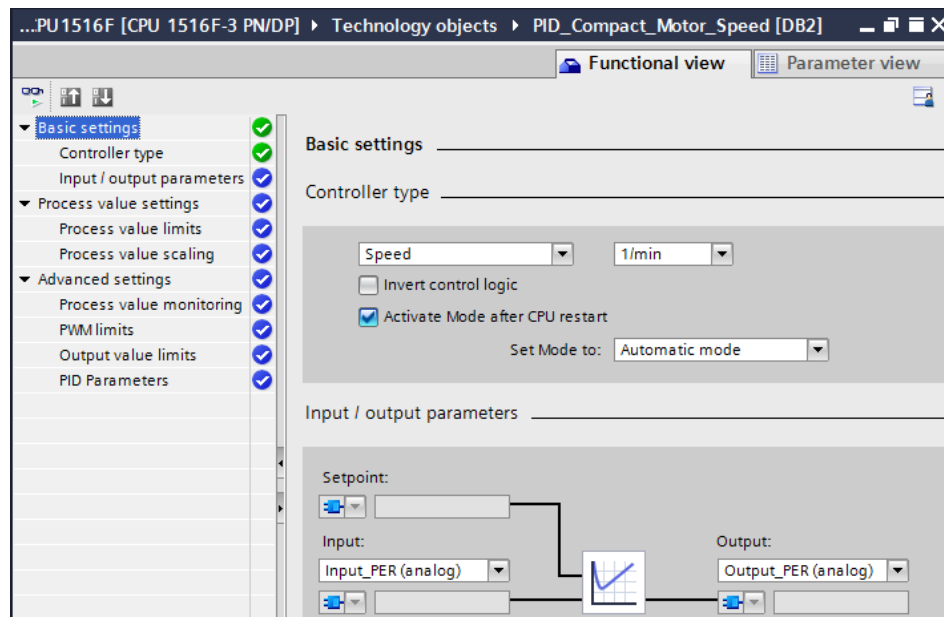 ...PU1516F [CPU 1516F-3 PN/DP] ▸ Technology objects ▸ PID_Compact_Motor_Speed [DB2]
Functional view
Parameter view
Basic settings
Controller type
Input / output parameters
Process value settings
Process value limits
Process value scaling
Advanced settings
Process value monitoring
PWM limits
Output value limits
PID Parameters
Basic settings
Controller type
Speed
1/min
Invert control logic
Activate Mode after CPU restart
Set Mode to: Automatic mode
Input / output parameters
Setpoint:
Input:
Output:
Input_PER (analog)
Output_PER (analog)